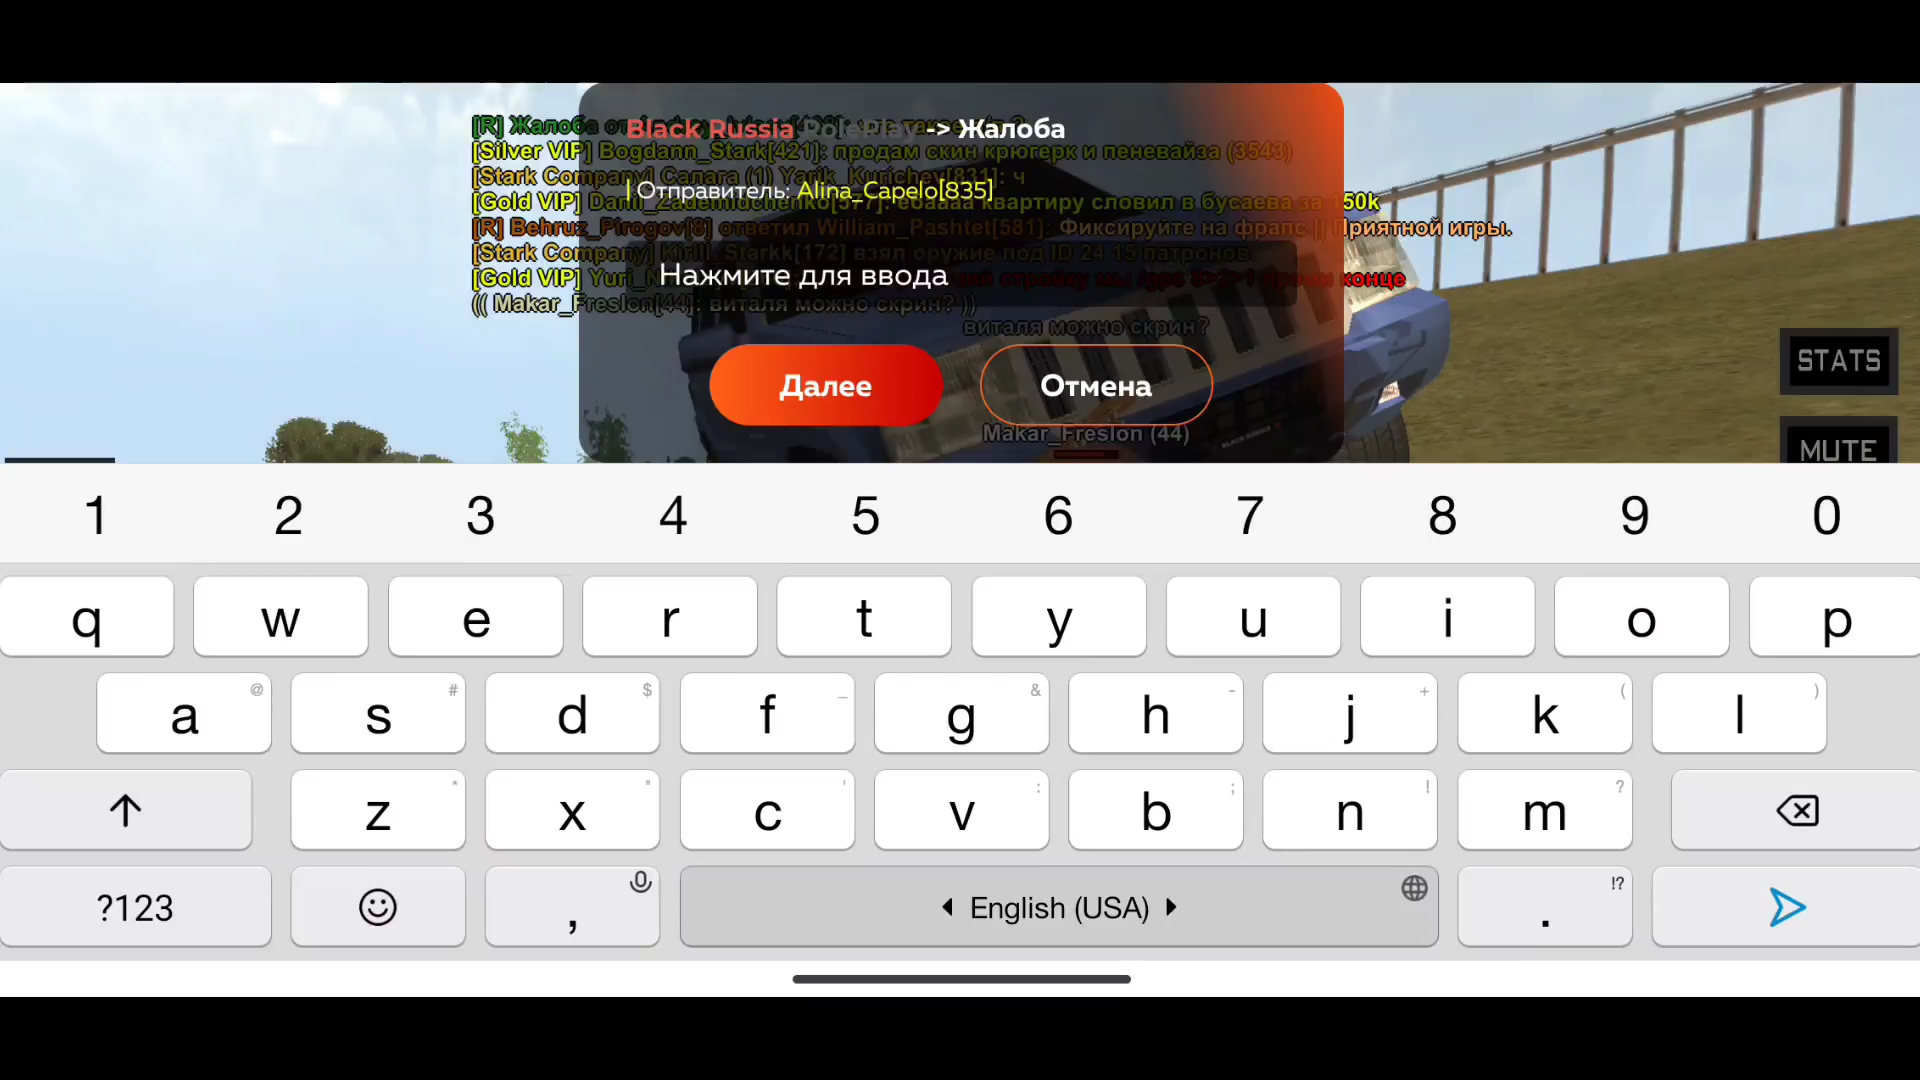 [R] Жалоба от
Black Russia RolePlay -> Жалоба
[Silver VIP] Bogdann_Stark[421]: продам скин крюгерк и пеневайза (3543)
[Stark Company] Салага (1) Yarik_Kurichev[831]: ч
| Отправитель: Alina_Capelo[835]
[Gold VIP] квартиру словил в бусаева за 150k
[R] Behruz_Pirogov[8] ответил William_Pashtet[581]: Фиксируйте на фрапс || Приятной игры.
[Stark Company] Kirill_Starkk[172] взял оружие под ID 24 15 патронов.
[Gold VIP] Yuri_ конце
Нажмите для ввода
(( Makar_Freslon[44]: виталя можно скрин? ))
виталя можно скрин?
Далее Отмена
Makar_Freslon (44)
STATS
MUTE
1 2 3 4 5 6 7 8 9 0
q w e r t y u i o p
@ # $ _ & - + ( )
a s d f g h j k l
* " ' : ; ! ?
z x c v b n m
?123 , English (USA) !? .